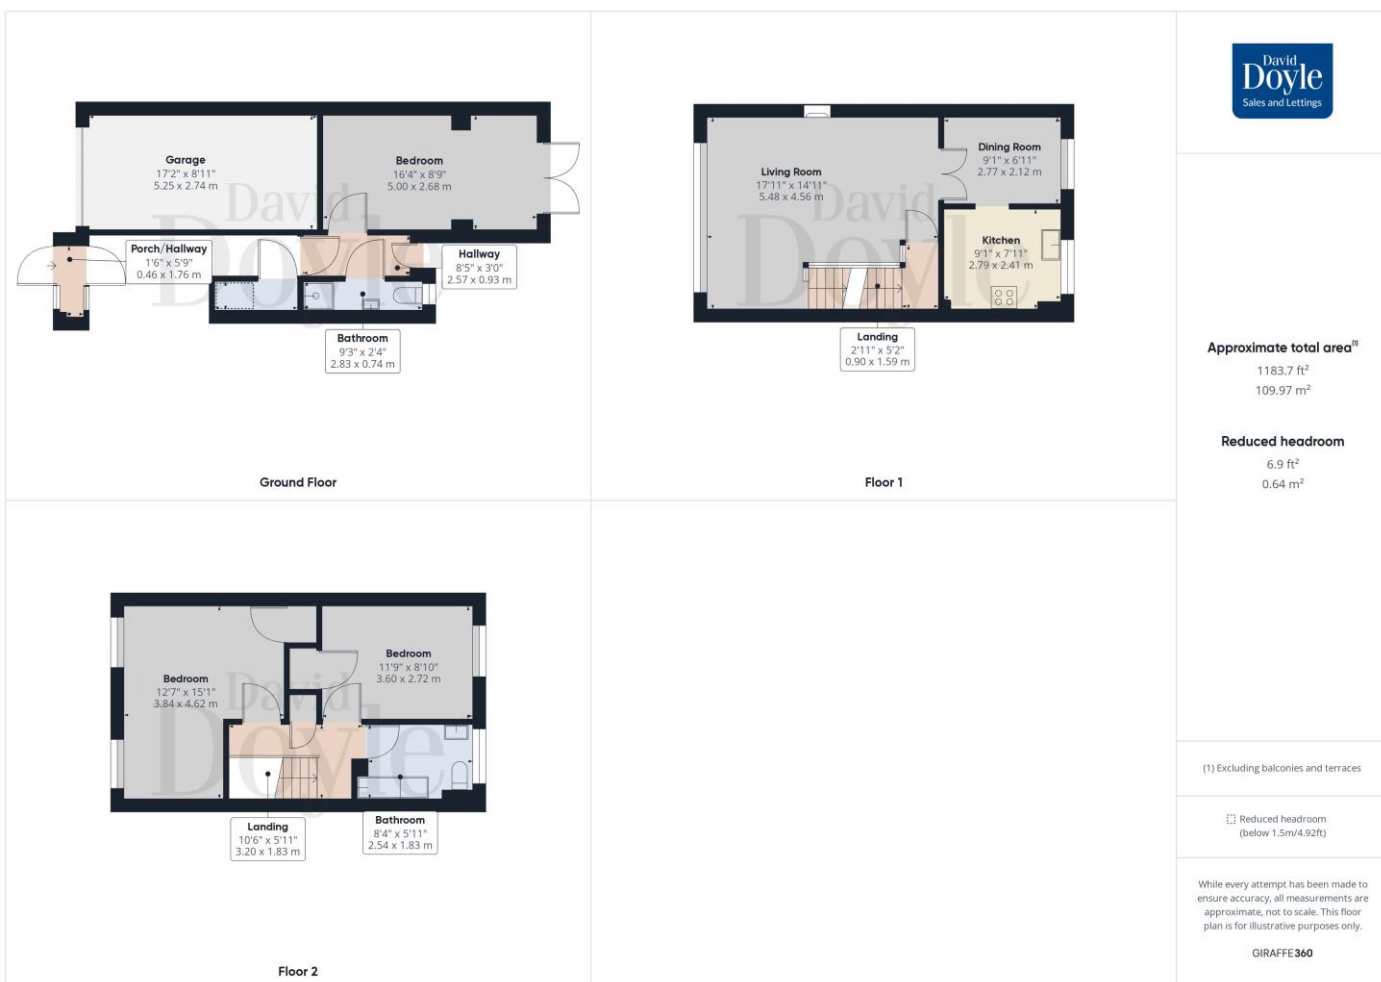 Garage
17'2" x 8'11"
5.25 x 2.74 m
Bedroom
16'4" x 8'9"
5.00 x 2.68 m
Porch/Hallway
1'6" x 5'9"
0.46 x 1.76 m
Hallway
8'5" x 3'0"
2.57 x 0.93 m
Bathroom
9'3" x 2'4"
2.83 x 0.74 m
David
Doyle
Ground Floor
Living Room
17'11" x 14'11"
5.48 x 4.56 m
Dining Room
9'1" x 6'11"
2.77 x 2.12 m
Kitchen
9'1" x 7'11"
2.79 x 2.41 m
Landing
2'11" x 5'2"
0.90 x 1.59 m
David
Doyle
Floor 1
Bedroom
12'7" x 15'1"
3.84 x 4.62 m
Bedroom
11'9" x 8'10"
3.60 x 2.72 m
Landing
10'6" x 5'11"
3.20 x 1.83 m
Bathroom
8'4" x 5'11"
2.54 x 1.83 m
David
Doyle
Floor 2
David
Doyle
Sales and Lettings
Approximate total area(1)
1183.7 ft²
109.97 m²
Reduced headroom
6.9 ft²
0.64 m²
(1) Excluding balconies and terraces
Reduced headroom
(below 1.5m/4.92ft)
While every attempt has been made to
ensure accuracy, all measurements are
approximate, not to scale. This floor
plan is for illustrative purposes only.
GIRAFFE360